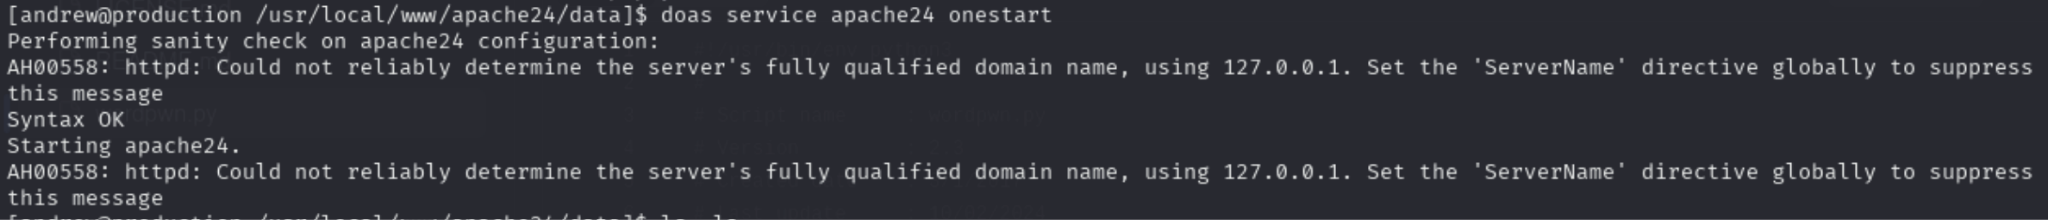 [andrew@production /usr/local/www/apache24/data]$ doas service apache24 onestart
Performing sanity check on apache24 configuration:
AH00558: httpd: Could not reliably determine the server's fully qualified domain name, using 127.0.0.1. Set the 'ServerName' directive globally to suppress
this message
Syntax OK
Starting apache24.
AH00558: httpd: Could not reliably determine the server's fully qualified domain name, using 127.0.0.1. Set the 'ServerName' directive globally to suppress
this message